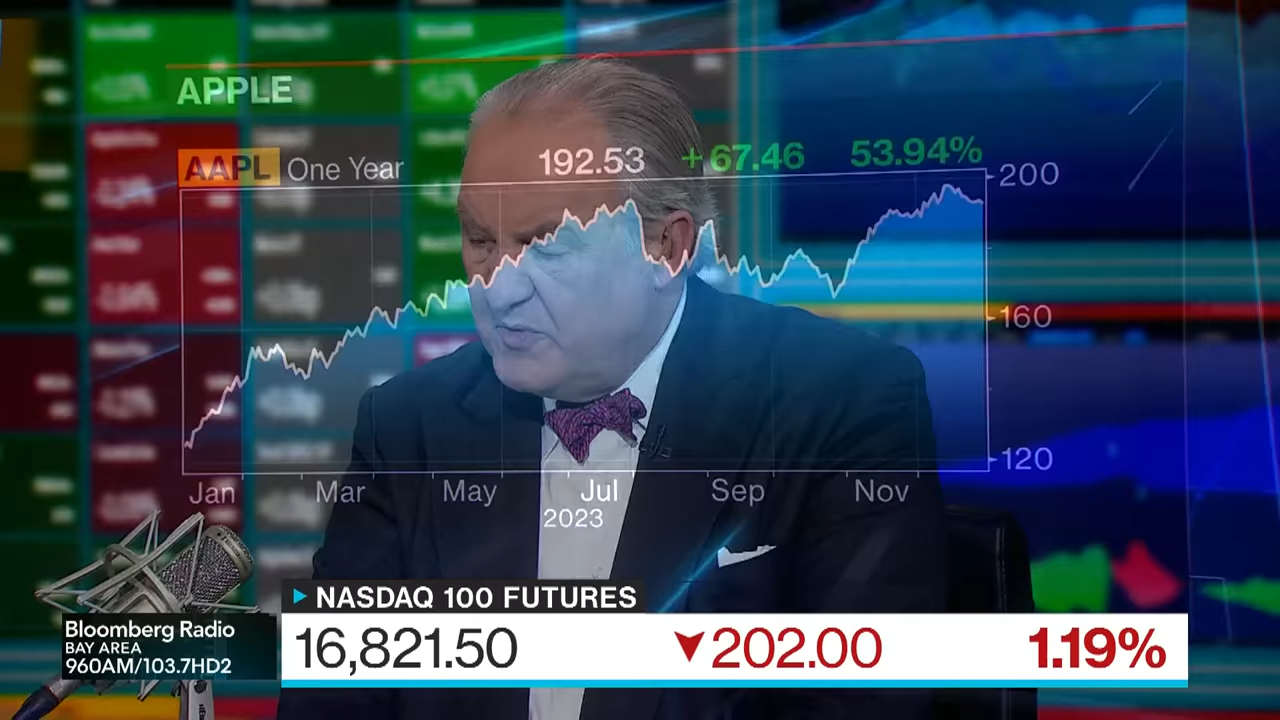 APPLE
AAPL One Year 192.53 +67.46 53.94%
200
160
120
Jan Mar May Jul Sep Nov
2023
NASDAQ 100 FUTURES
Bloomberg Radio
BAY AREA
960AM/103.7HD2
16,821.50 ▼202.00 1.19%